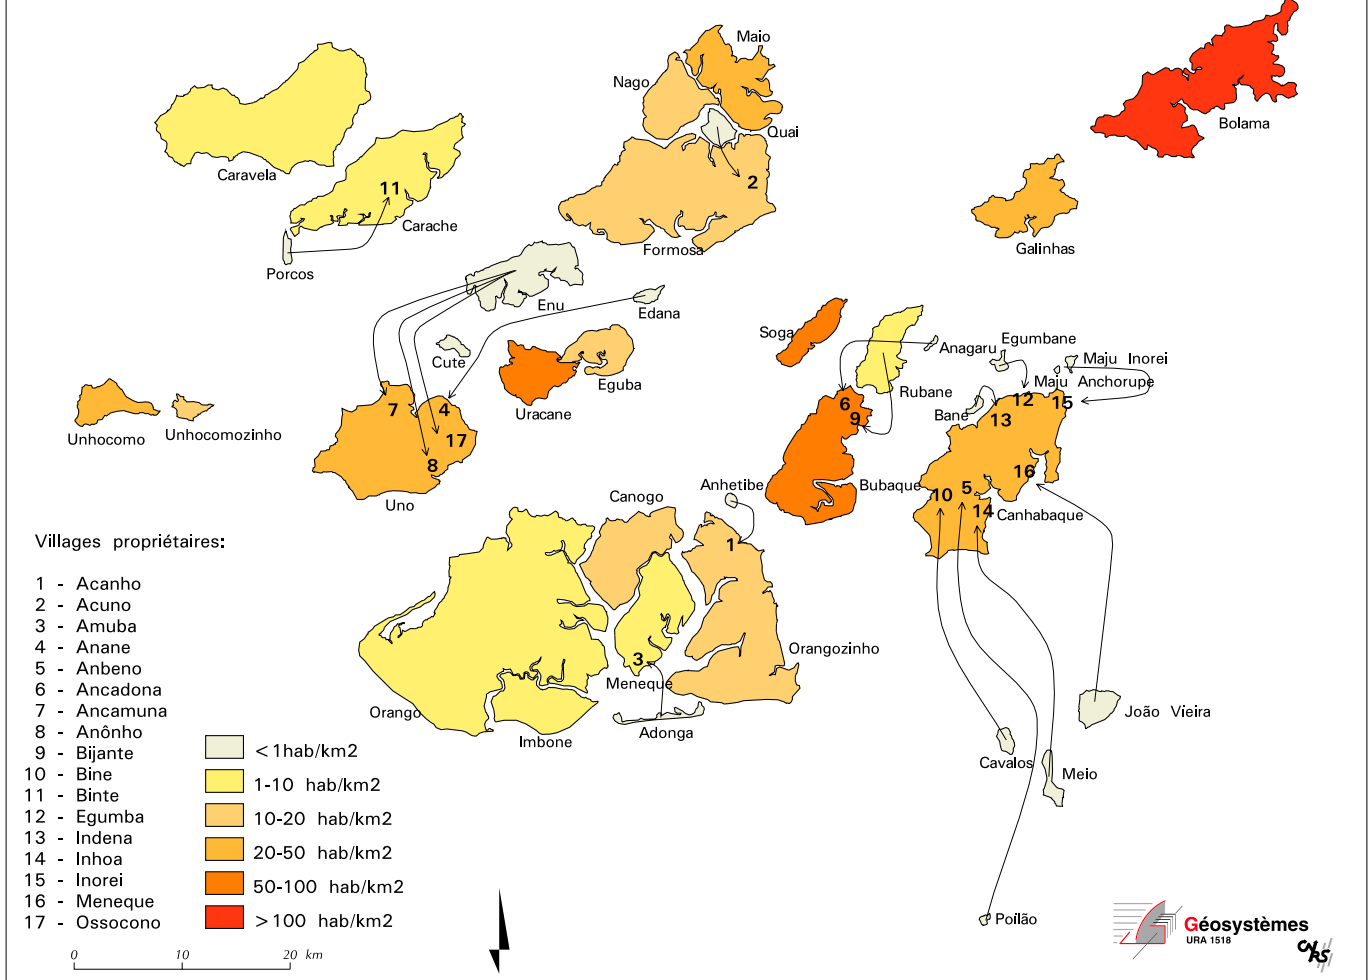 Maio
Nago
Quai
2
Formosa
Bolama
Galinhas
Caravela
11
Carache
Porcos
Enu
Edana
Cute
Eguba
Uracane
Unhocomo
Unhocomozinho
7
4
17
8
Uno
Soga
Rubane
Anagaru
Egumbane
Maju Inorei
Maju Anchorupe
Bane
12
15
13
6
9
Bubaque
16
10
5
14
Canhabaque
Anhetibe
Canogo
1
Orangozinho
3
Meneque
Orango
Imbone
Adonga
João Vieira
Cavalos
Meio
Poilão
Villages propriétaires:
1 - Acanho
2 - Acuno
3 - Amuba
4 - Anane
5 - Anbeno
6 - Ancadona
7 - Ancamuna
8 - Anônho
9 - Bijante
10 - Bine
11 - Binte
12 - Egumba
13 - Indena
14 - Inhoa
15 - Inorei
16 - Meneque
17 - Ossocono
<1hab/km2
1-10 hab/km2
10-20 hab/km2
20-50 hab/km2
50-100 hab/km2
>100 hab/km2
0 10 20 km
Géosystèmes
URA 1518
CNRS